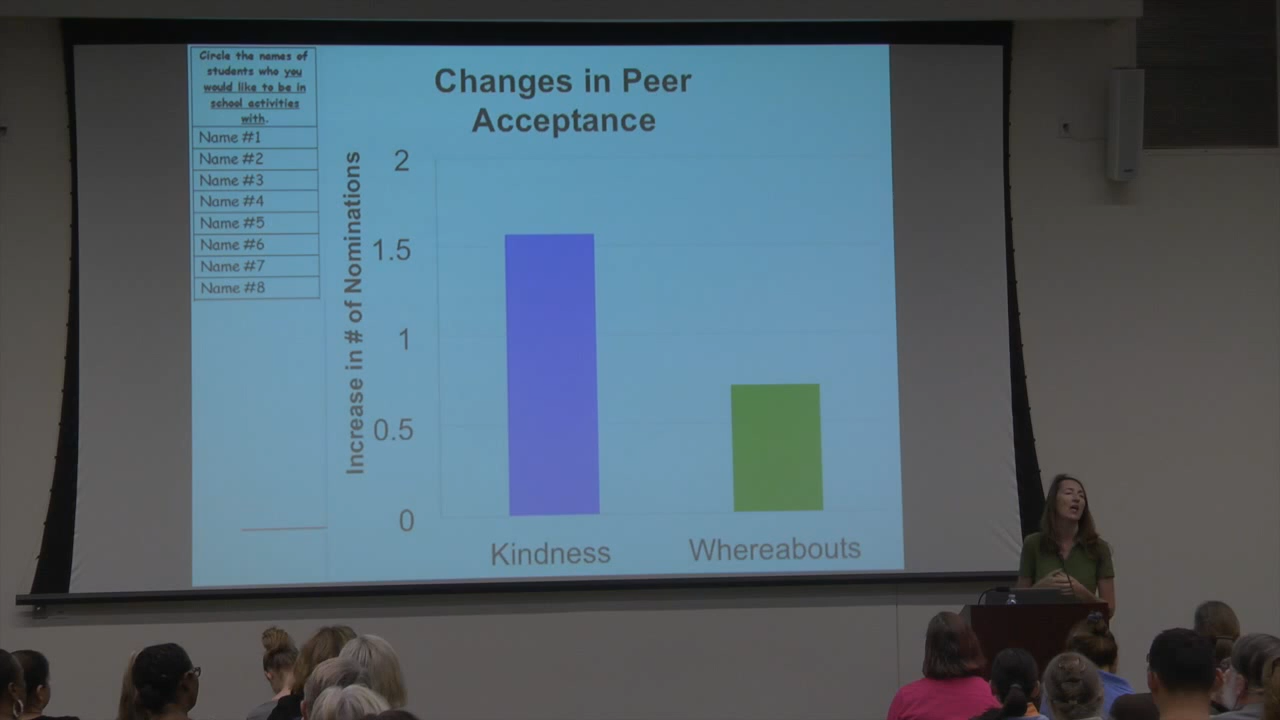 Circle the names of
students who you
would like to be in
school activities
with.
Name #1
Name #2
Name #3
Name #4
Name #5
Name #6
Name #7
Name #8
Changes in Peer
Acceptance
Increase in # of Nominations
2
1.5
1
0.5
0
Kindness
Whereabouts